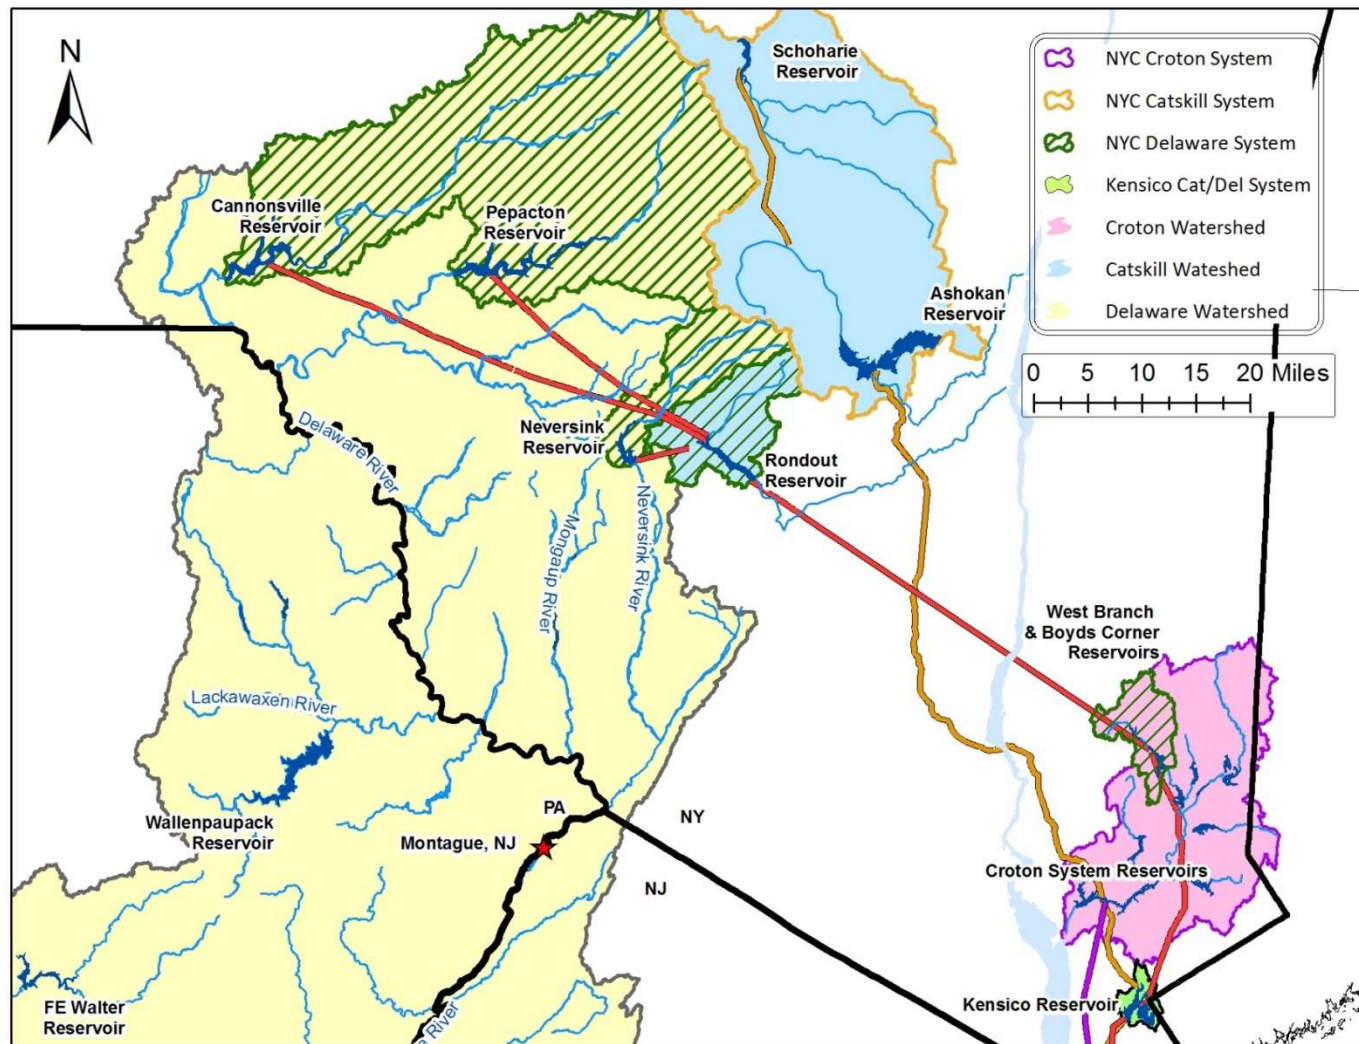 N
Schoharie
Reservoir
NYC Croton System
NYC Catskill System
NYC Delaware System
Kensico Cat/Del System
Croton Watershed
Catskill Wateshed
Delaware Watershed
0 5 10 15 20 Miles
Cannonsville
Reservoir
Pepacton
Reservoir
Ashokan
Reservoir
Neversink
Reservoir
Rondout
Reservoir
Delaware River
Mongaup River
Neversink River
West Branch
& Boyds Corner
Reservoirs
Lackawaxen River
Wallenpaupack
Reservoir
PA
NY
Montague, NJ
NJ
Croton System Reservoirs
FE Walter
Reservoir
Kensico Reservoir
River